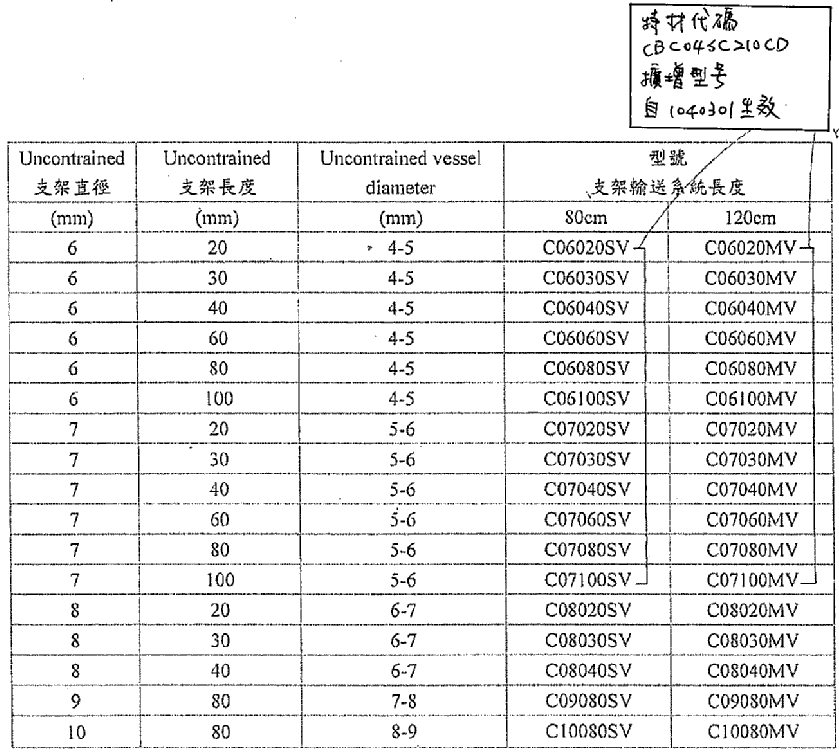 特材代碼
CBC045C210CD
擴增型号
自1040301生效
Uncontrained 支架直徑 Uncontrained 支架長度 Uncontrained vessel diameter 型號 支架輸送系統長度
(mm) (mm) (mm) 80cm 120cm
6 20 4-5 C06020SV C06020MV
6 30 4-5 C06030SV C06030MV
6 40 4-5 C06040SV C06040MV
6 60 4-5 C06060SV C06060MV
6 80 4-5 C06080SV C06080MV
6 100 4-5 C06100SV C06100MV
7 20 5-6 C07020SV C07020MV
7 30 5-6 C07030SV C07030MV
7 40 5-6 C07040SV C07040MV
7 60 5-6 C07060SV C07060MV
7 80 5-6 C07080SV C07080MV
7 100 5-6 C07100SV C07100MV
8 20 6-7 C08020SV C08020MV
8 30 6-7 C08030SV C08030MV
8 40 6-7 C08040SV C08040MV
9 80 7-8 C09080SV C09080MV
10 80 8-9 C10080SV C10080MV